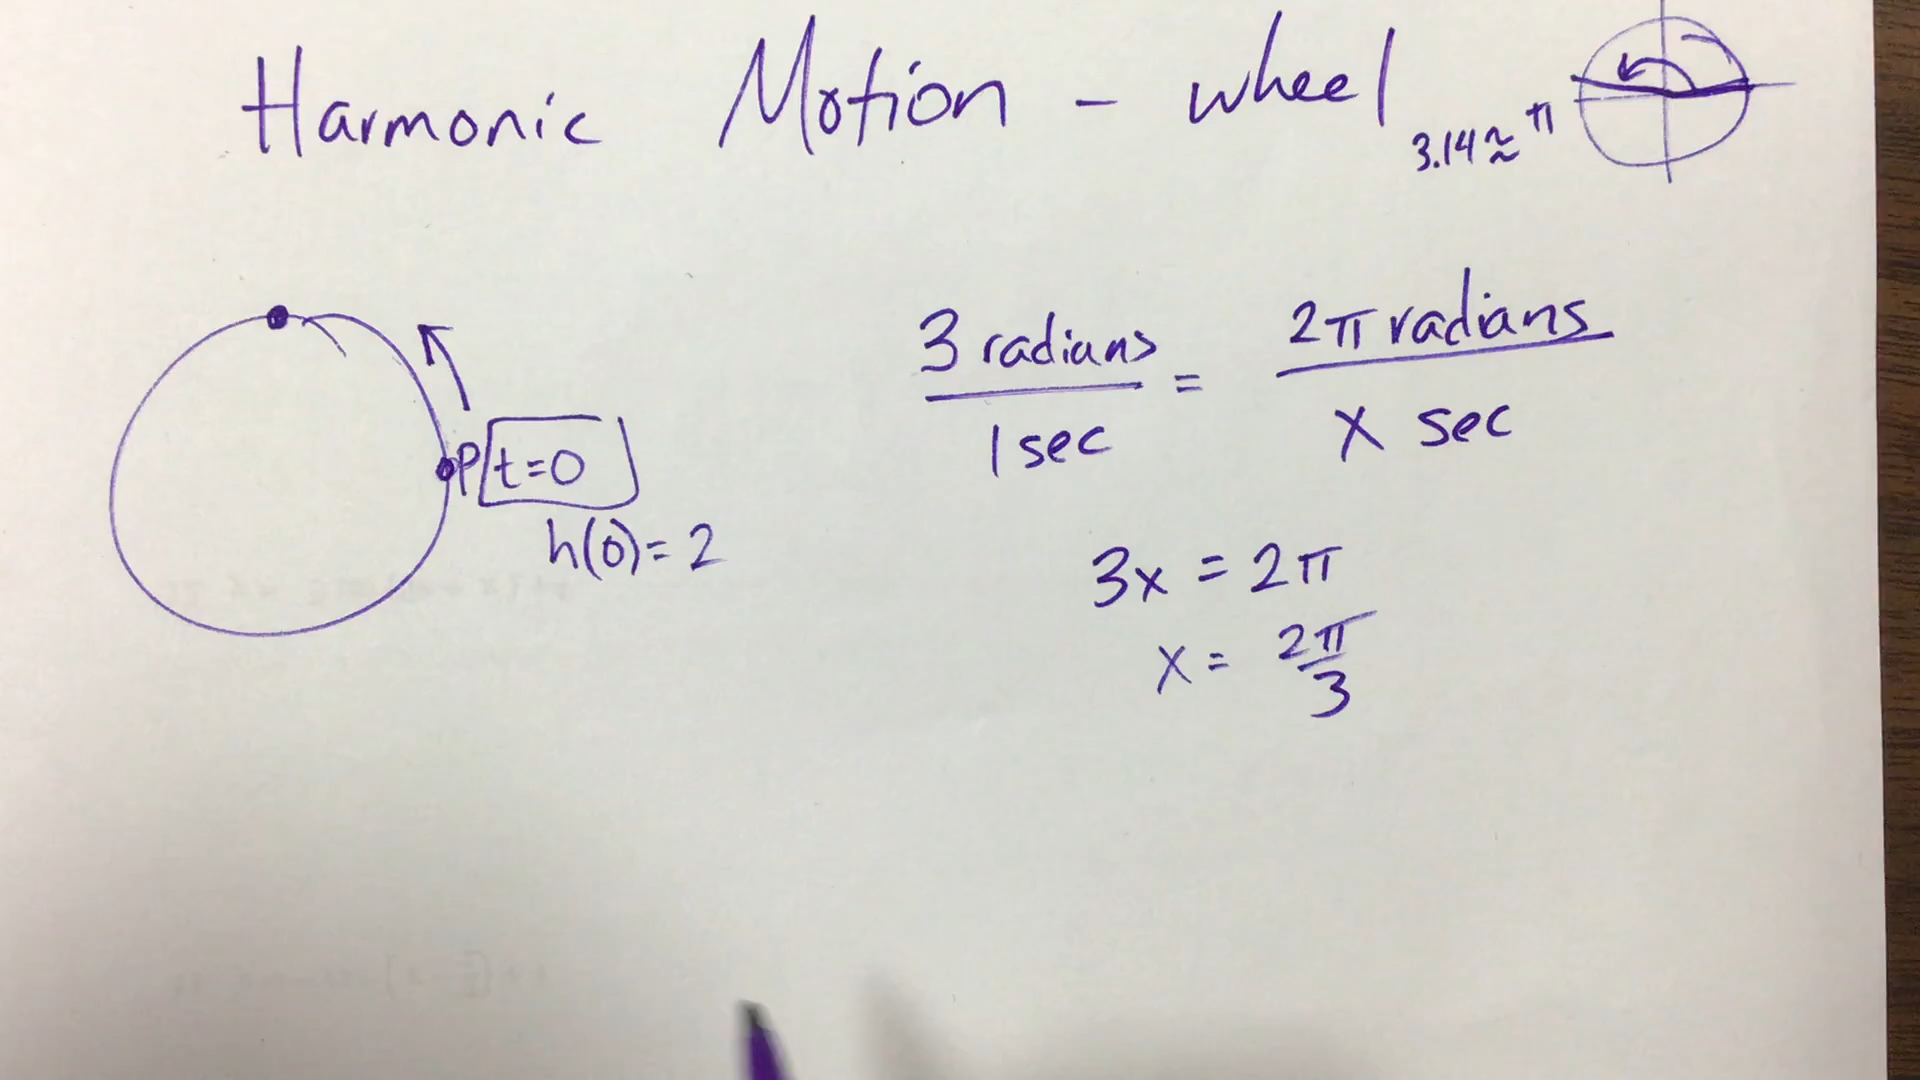 Harmonic Motion - wheel
3.14 ≈ π
3 radians / 1 sec = 2π radians / x sec
P t=0
h(0)=2
3x = 2π
x = 2π/3